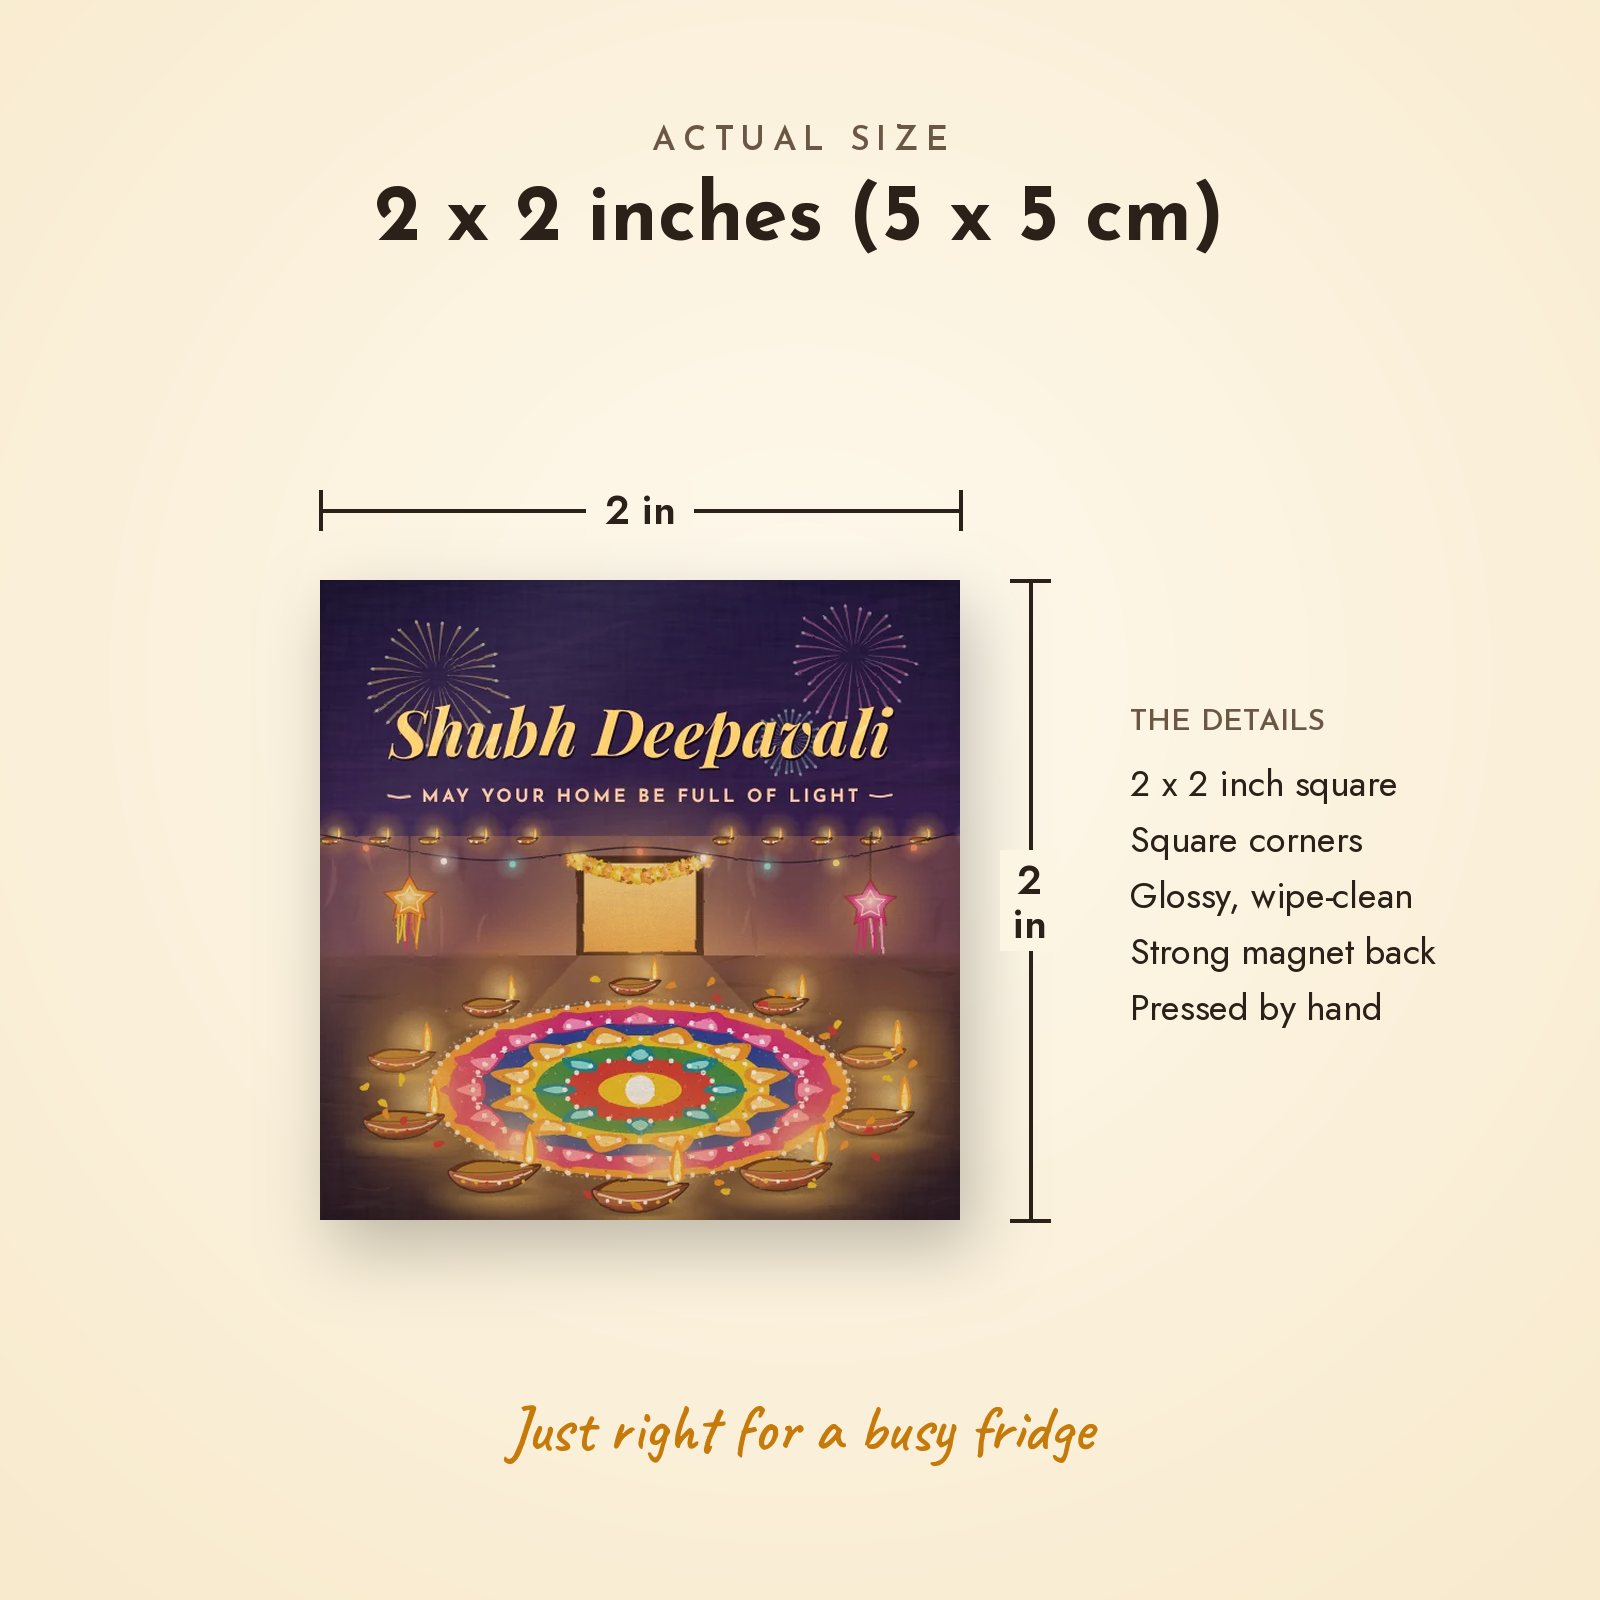 ACTUAL SIZE
2 x 2 inches (5 x 5 cm)
2 in
Shubh Deepavali
MAY YOUR HOME BE FULL OF LIGHT
2
in
THE DETAILS
2 x 2 inch square
Square corners
Glossy, wipe-clean
Strong magnet back
Pressed by hand
Just right for a busy fridge